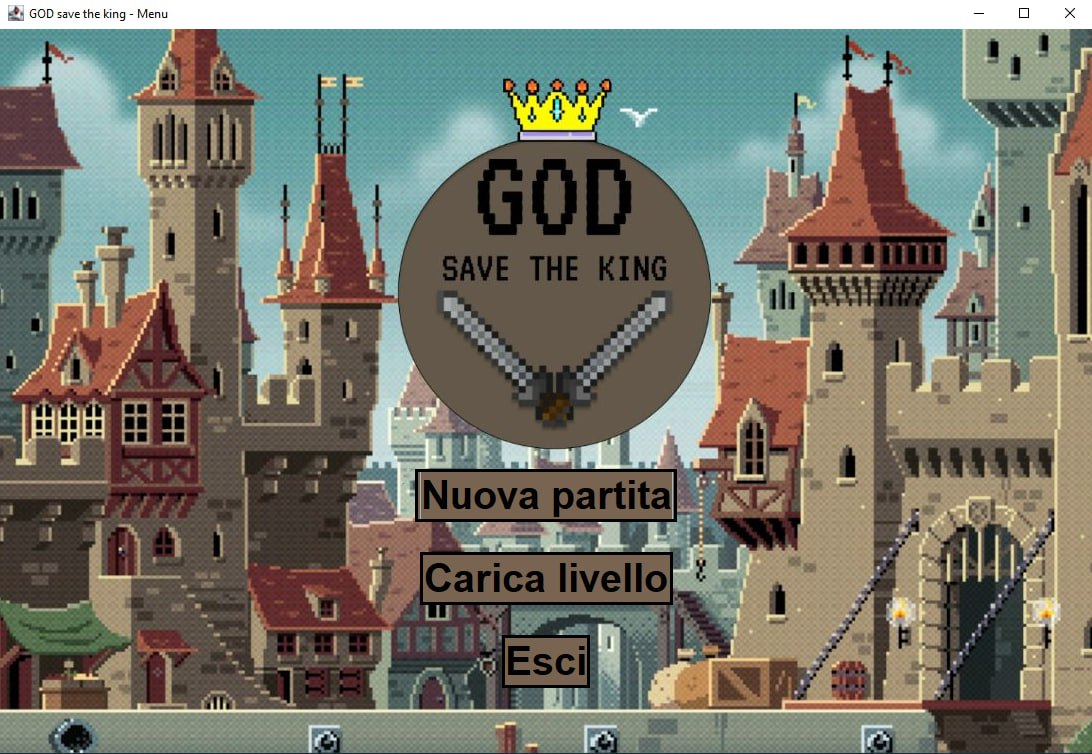 GOD save the king - Menu
GOD
SAVE THE KING
Nuova partita
Carica livello
Esci